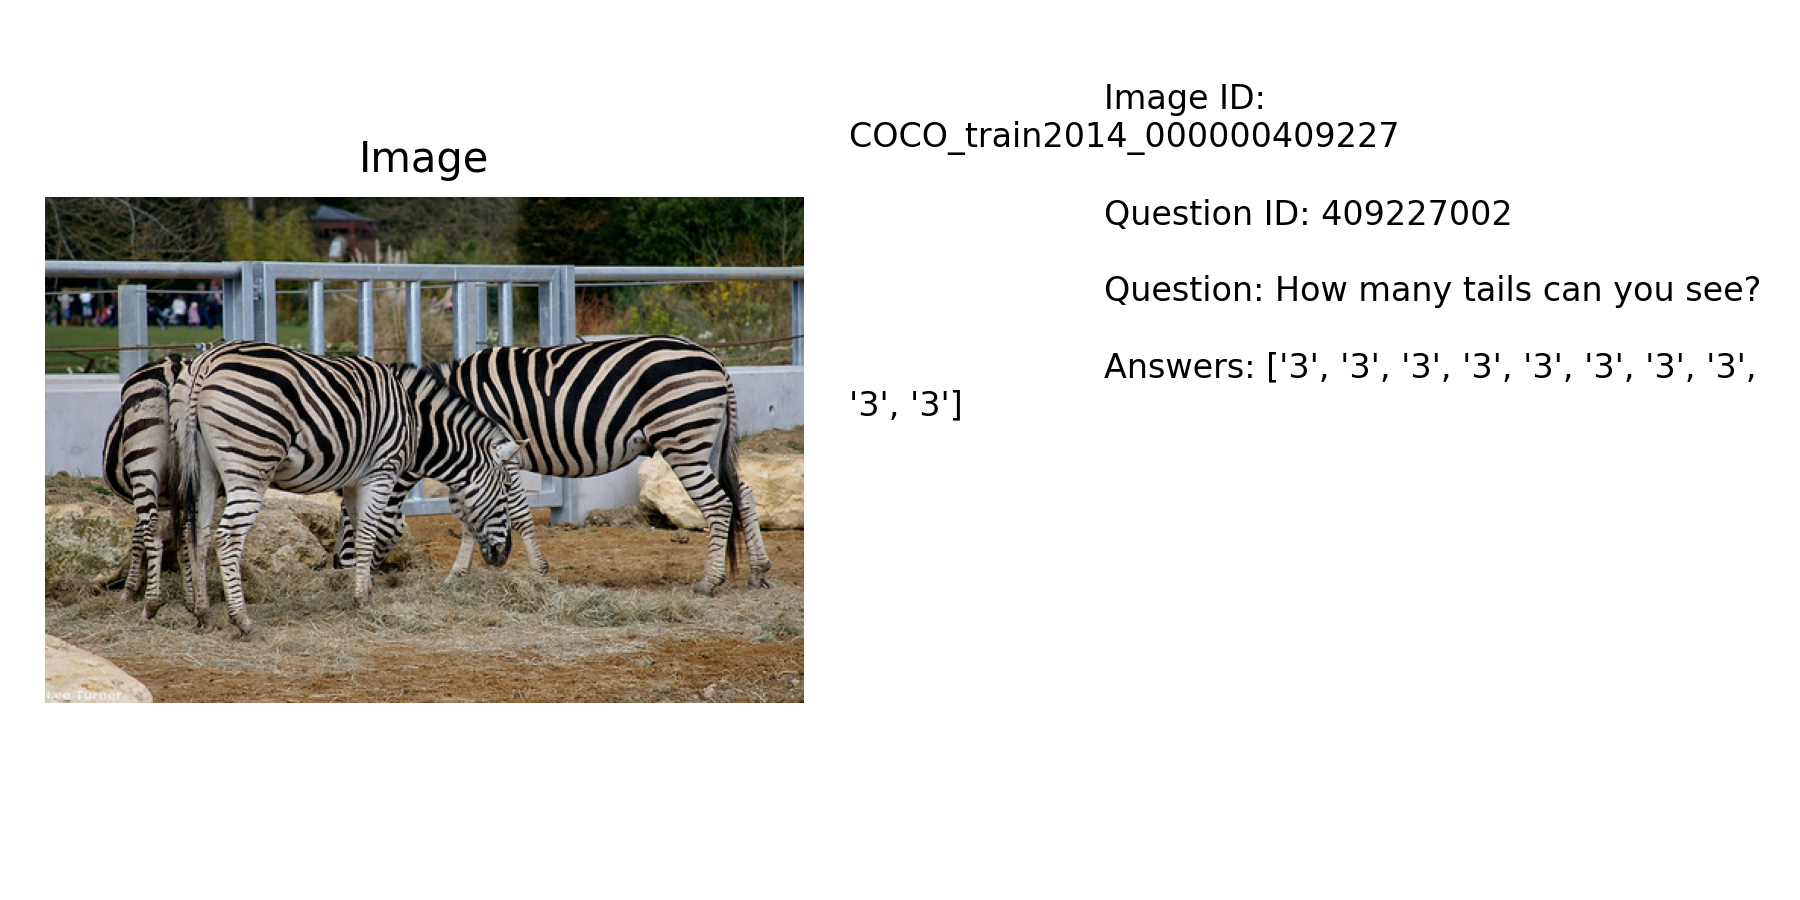 Image
Image ID:
COCO_train2014_000000409227
Question ID: 409227002
Question: How many tails can you see?
Answers: ['3', '3', '3', '3', '3', '3', '3', '3',
'3', '3']
Lee Turner